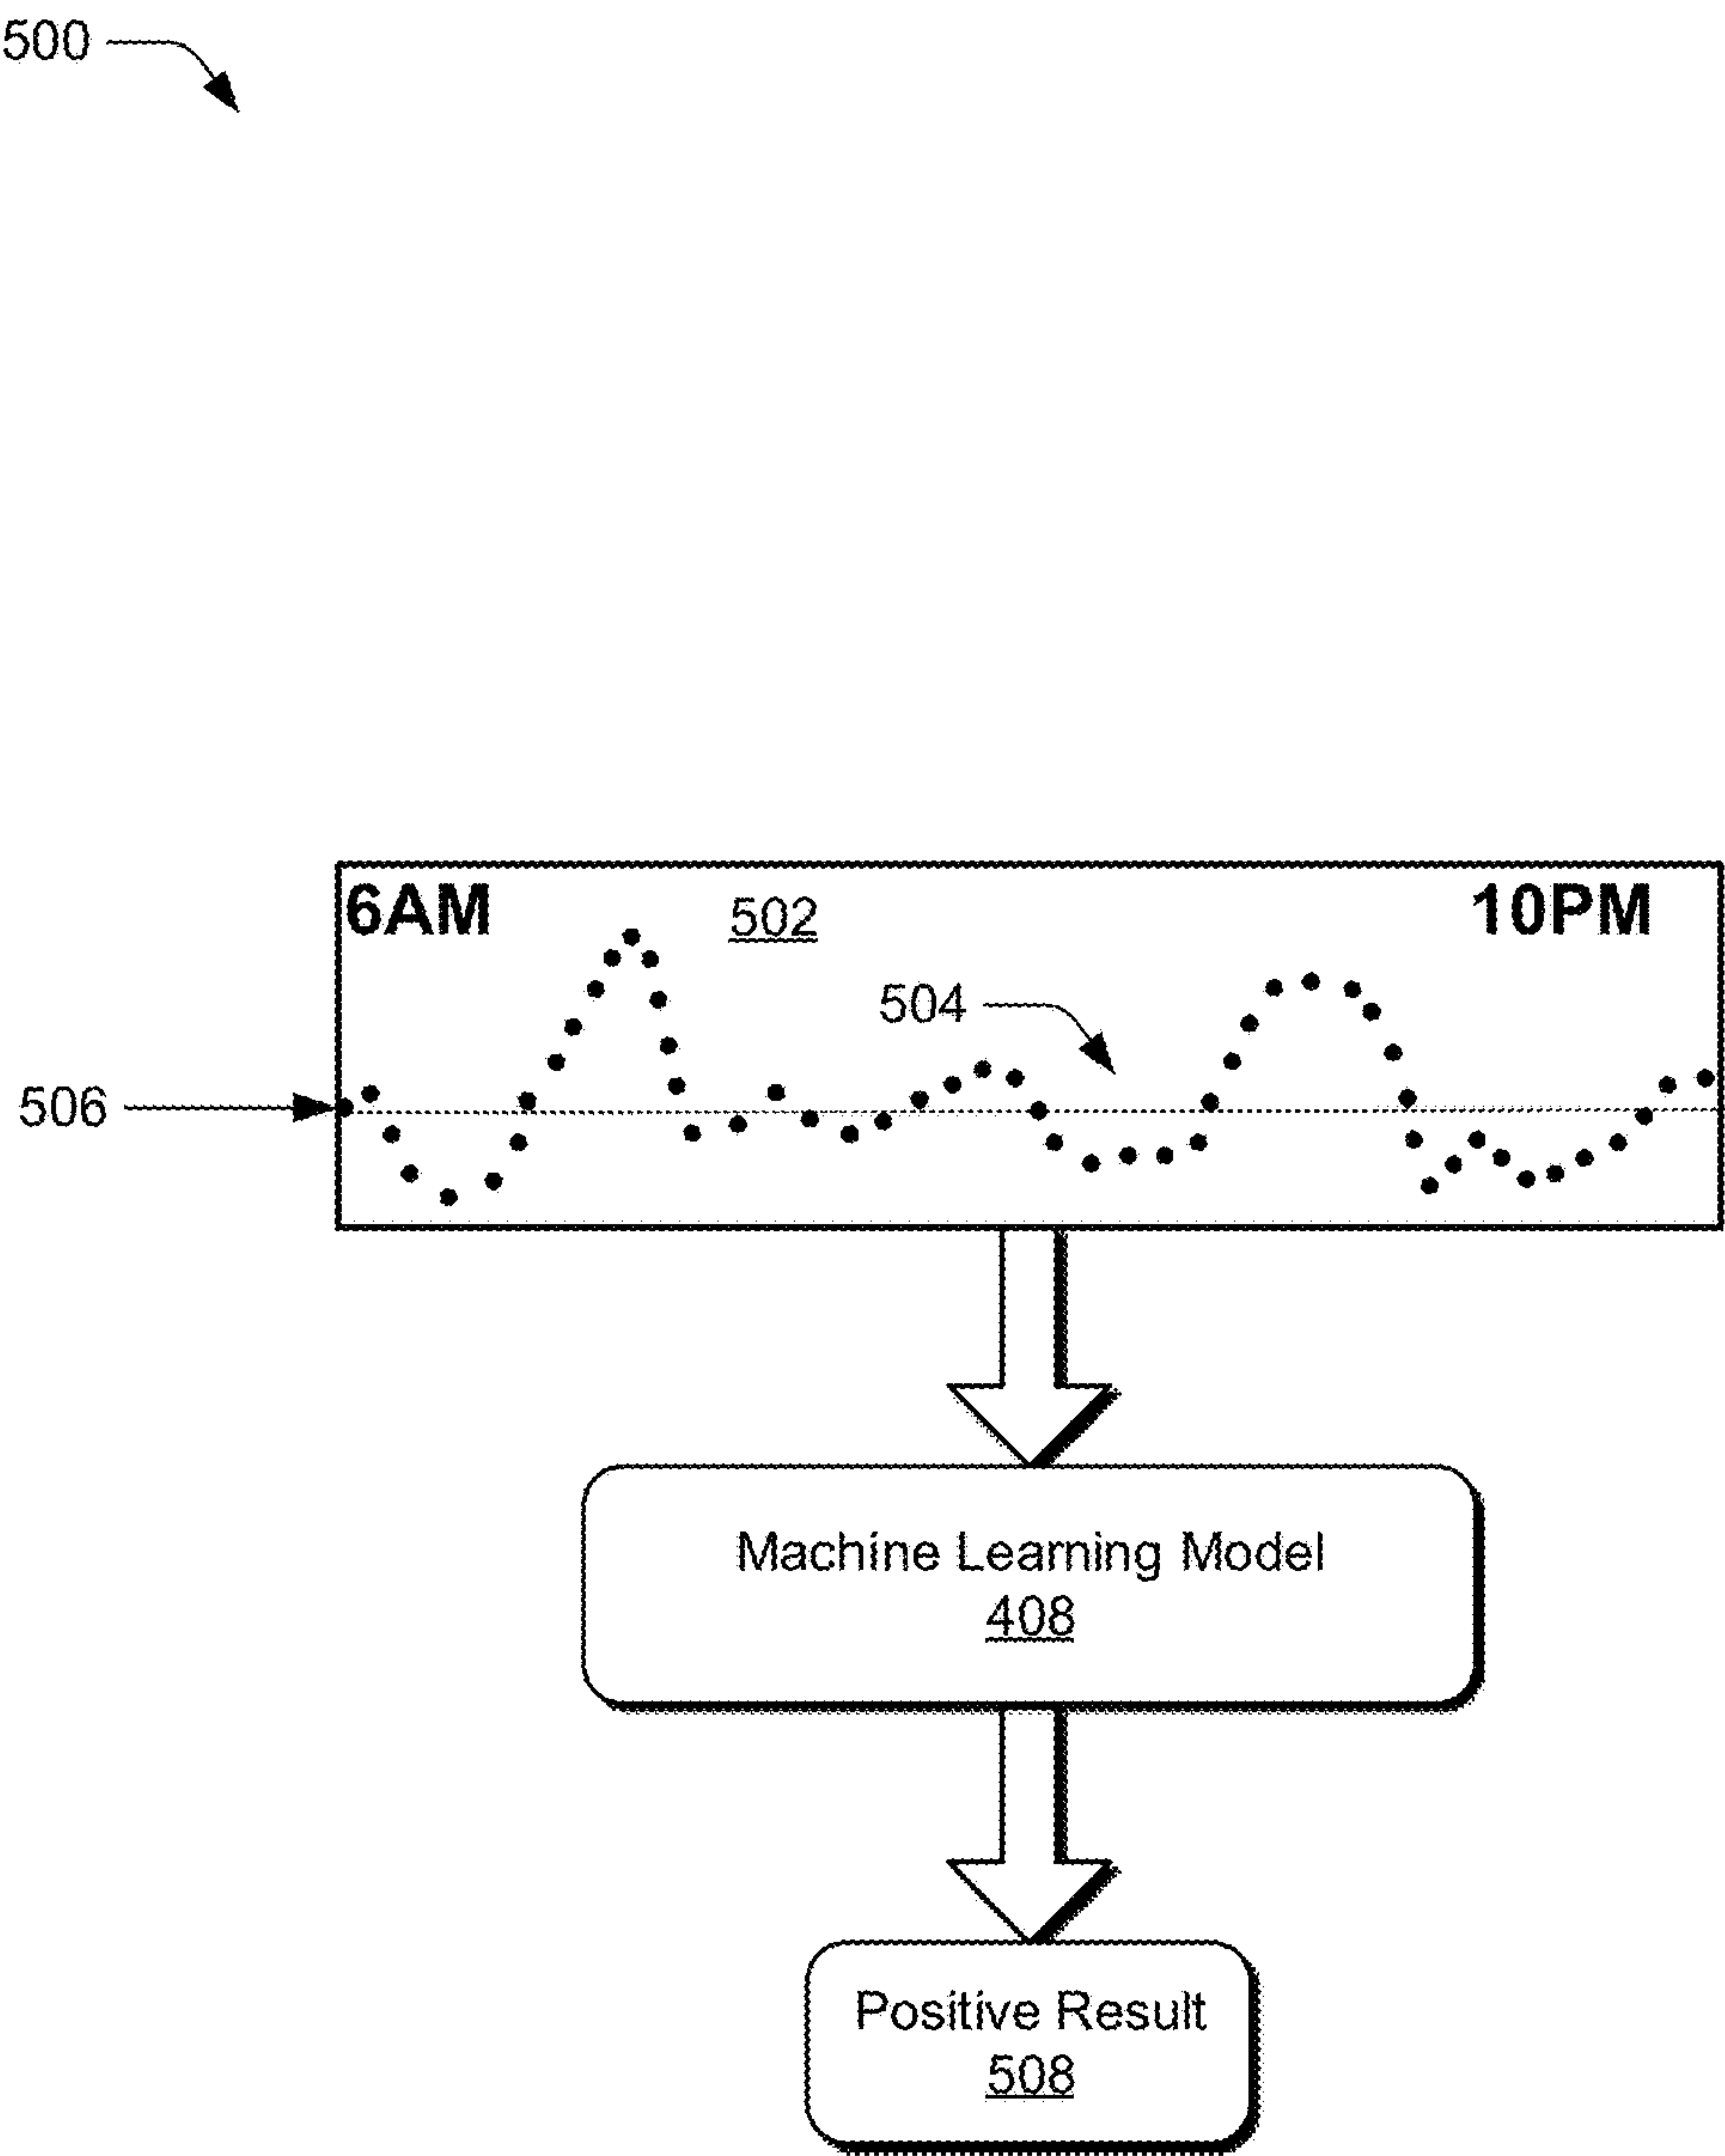 500
6AM
502
10PM
504
506
Machine Learning Model
408
Positive Result
508